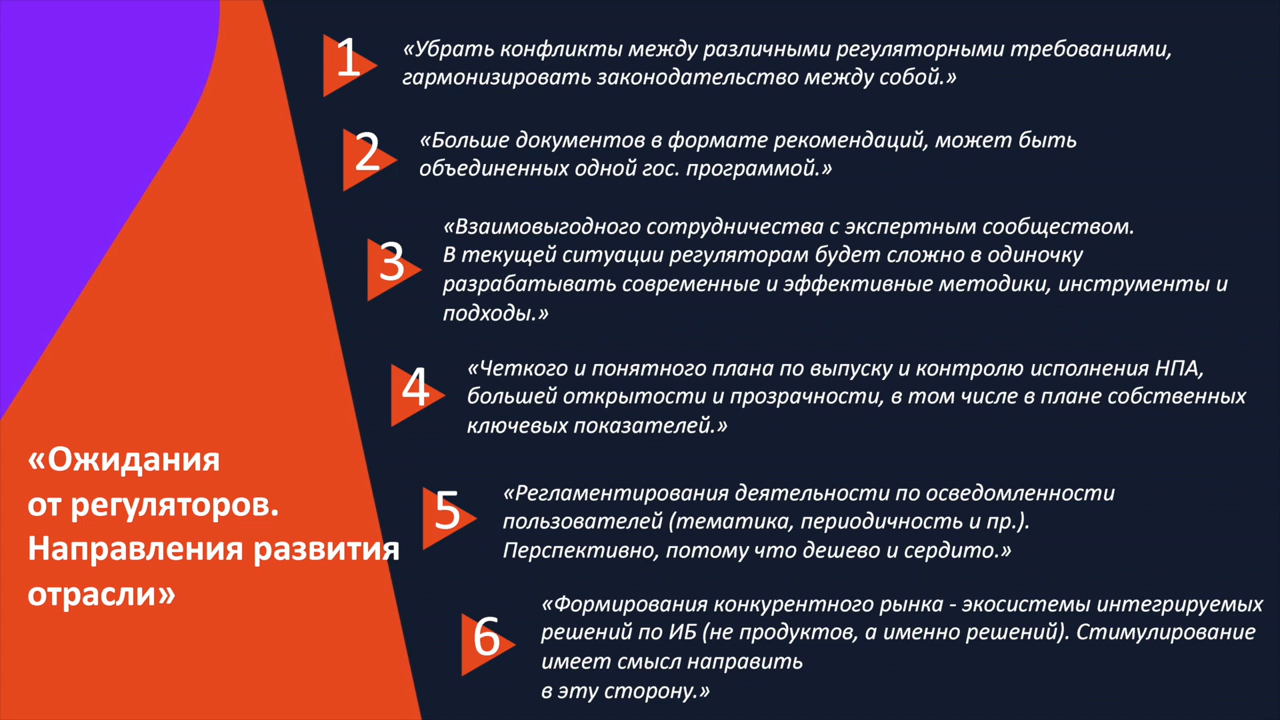 «Ожидания
от регуляторов.
Направления развития
отрасли»
1
«Убрать конфликты между различными регуляторными требованиями,
гармонизировать законодательство между собой.»
2
«Больше документов в формате рекомендаций, может быть
объединенных одной гос. программой.»
3
«Взаимовыгодного сотрудничества с экспертным сообществом.
В текущей ситуации регуляторам будет сложно в одиночку
разрабатывать современные и эффективные методики, инструменты и
подходы.»
4
«Четкого и понятного плана по выпуску и контролю исполнения НПА,
большей открытости и прозрачности, в том числе в плане собственных
ключевых показателей.»
5
«Регламентирования деятельности по осведомленности
пользователей (тематика, периодичность и пр.).
Перспективно, потому что дешево и сердито.»
6
«Формирования конкурентного рынка - экосистемы интегрируемых
решений по ИБ (не продуктов, а именно решений). Стимулирование
имеет смысл направить
в эту сторону.»